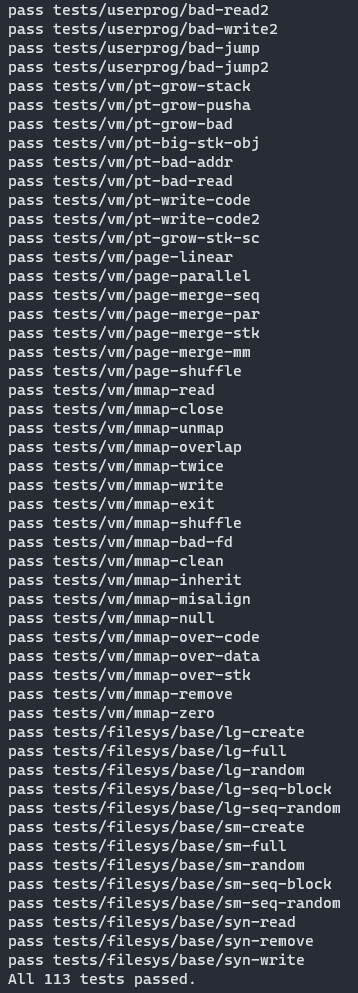 pass tests/userprog/bad-read2
pass tests/userprog/bad-write2
pass tests/userprog/bad-jump
pass tests/userprog/bad-jump2
pass tests/vm/pt-grow-stack
pass tests/vm/pt-grow-pusha
pass tests/vm/pt-grow-bad
pass tests/vm/pt-big-stk-obj
pass tests/vm/pt-bad-addr
pass tests/vm/pt-bad-read
pass tests/vm/pt-write-code
pass tests/vm/pt-write-code2
pass tests/vm/pt-grow-stk-sc
pass tests/vm/page-linear
pass tests/vm/page-parallel
pass tests/vm/page-merge-seq
pass tests/vm/page-merge-par
pass tests/vm/page-merge-stk
pass tests/vm/page-merge-mm
pass tests/vm/page-shuffle
pass tests/vm/mmap-read
pass tests/vm/mmap-close
pass tests/vm/mmap-unmap
pass tests/vm/mmap-overlap
pass tests/vm/mmap-twice
pass tests/vm/mmap-write
pass tests/vm/mmap-exit
pass tests/vm/mmap-shuffle
pass tests/vm/mmap-bad-fd
pass tests/vm/mmap-clean
pass tests/vm/mmap-inherit
pass tests/vm/mmap-misalign
pass tests/vm/mmap-null
pass tests/vm/mmap-over-code
pass tests/vm/mmap-over-data
pass tests/vm/mmap-over-stk
pass tests/vm/mmap-remove
pass tests/vm/mmap-zero
pass tests/filesys/base/lg-create
pass tests/filesys/base/lg-full
pass tests/filesys/base/lg-random
pass tests/filesys/base/lg-seq-block
pass tests/filesys/base/lg-seq-random
pass tests/filesys/base/sm-create
pass tests/filesys/base/sm-full
pass tests/filesys/base/sm-random
pass tests/filesys/base/sm-seq-block
pass tests/filesys/base/sm-seq-random
pass tests/filesys/base/syn-read
pass tests/filesys/base/syn-remove
pass tests/filesys/base/syn-write
All 113 tests passed.